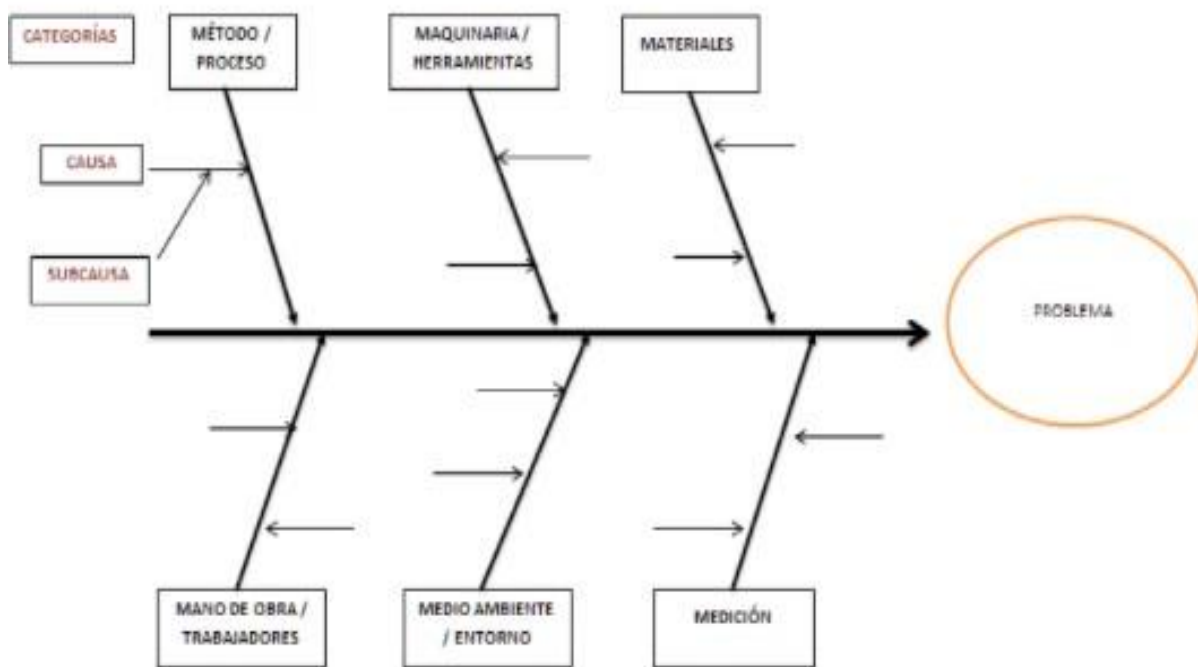 CATEGORÍAS
MÉTODO /
PROCESO
MAQUINARIA /
HERRAMIENTAS
MATERIALES
CAUSA
SUBCAUSA
PROBLEMA
MANO DE OBRA /
TRABAJADORES
MEDIO AMBIENTE
/ ENTORNO
MEDICIÓN